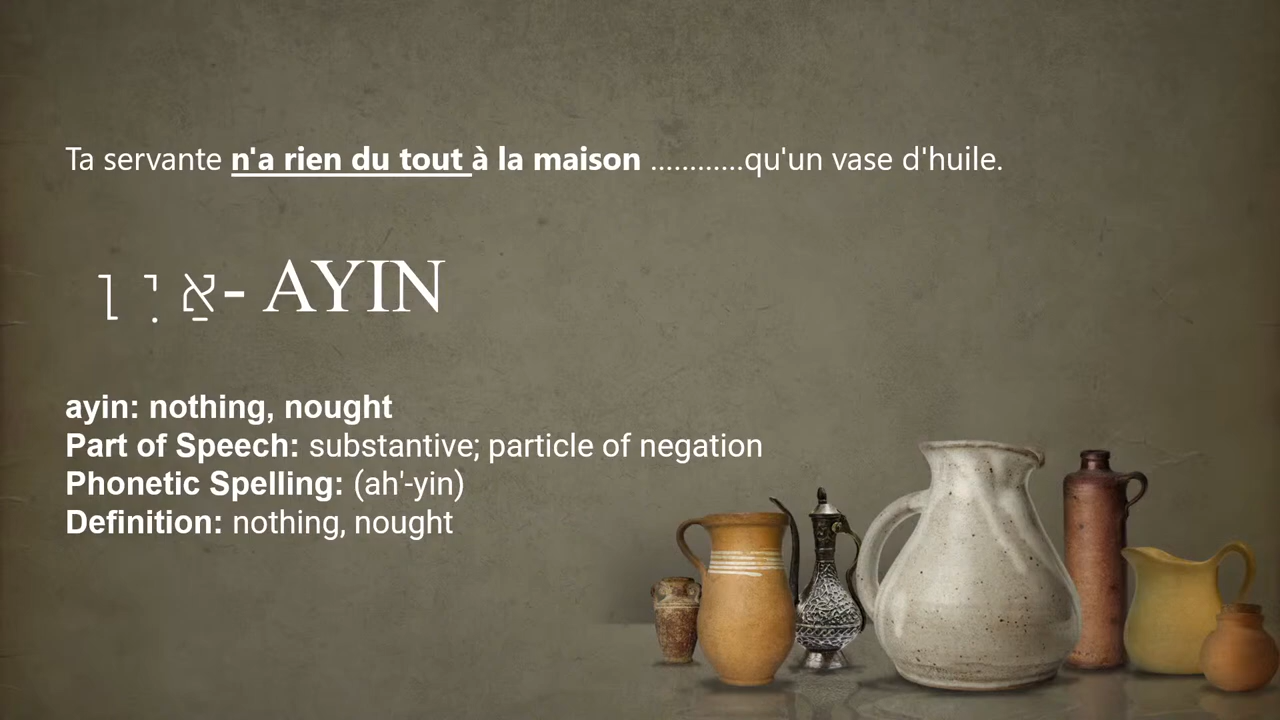 Ta servante n'a rien du tout à la maison ............qu'un vase d'huile.
אַ יִ ן- AYIN
ayin: nothing, nought
Part of Speech: substantive; particle of negation
Phonetic Spelling: (ah'-yin)
Definition: nothing, nought